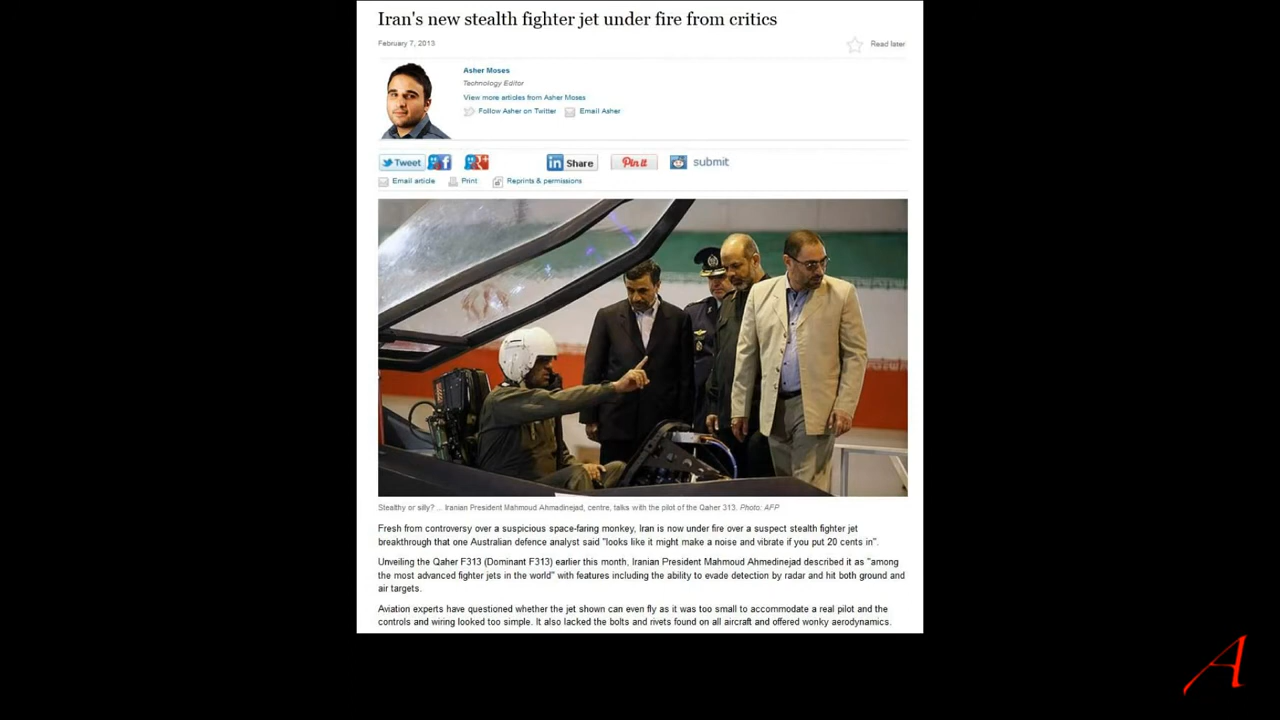 Iran's new stealth fighter jet under fire from critics
February 7, 2013
Read later
Asher Moses
Technology Editor
View more articles from Asher Moses
Follow Asher on Twitter Email Asher
Tweet
Share
Pin it
submit
Email article Print Reprints & permissions
Stealthy or silly? ... Iranian President Mahmoud Ahmadinejad, centre, talks with the pilot of the Qaher 313. Photo: AFP
Fresh from controversy over a suspicious space-faring monkey, Iran is now under fire over a suspect stealth fighter jet
breakthrough that one Australian defence analyst said "looks like it might make a noise and vibrate if you put 20 cents in".
Unveiling the Qaher F313 (Dominant F313) earlier this month, Iranian President Mahmoud Ahmedinejad described it as "among
the most advanced fighter jets in the world" with features including the ability to evade detection by radar and hit both ground and
air targets.
Aviation experts have questioned whether the jet shown can even fly as it was too small to accommodate a real pilot and the
controls and wiring looked too simple. It also lacked the bolts and rivets found on all aircraft and offered wonky aerodynamics.
A